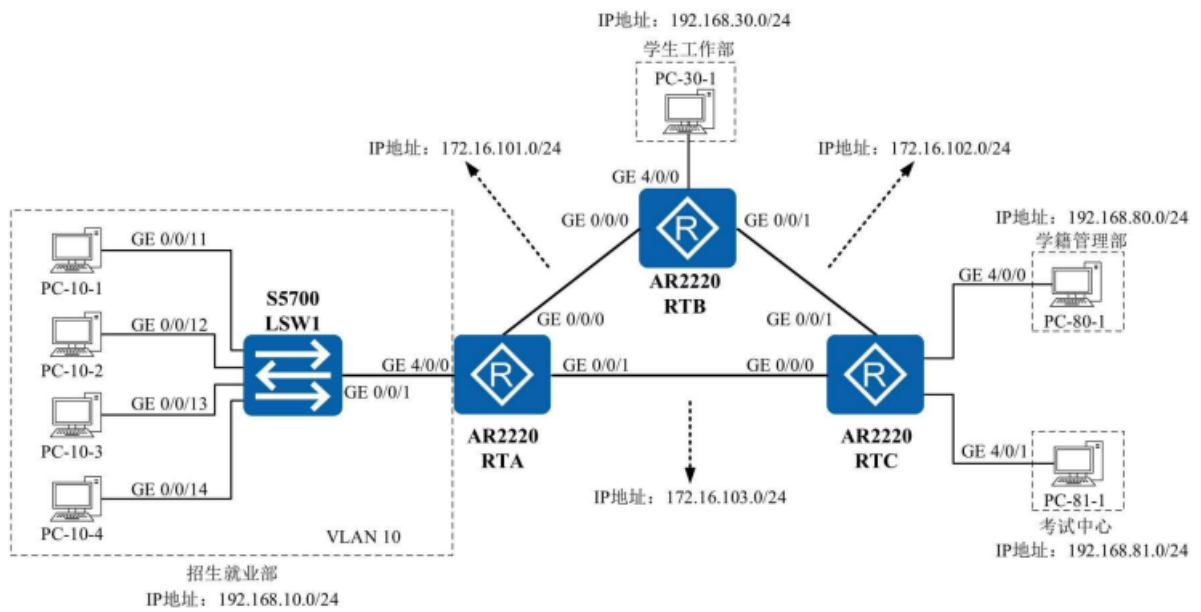 IP地址：192.168.30.0/24
学生工作部
PC-30-1
IP地址：172.16.101.0/24
IP地址：172.16.102.0/24
GE 4/0/0
GE 0/0/0
GE 0/0/1
AR2220
RTB
IP地址：192.168.80.0/24
学籍管理部
GE 4/0/0
PC-80-1
GE 0/0/11
PC-10-1
GE 0/0/12
PC-10-2
GE 0/0/13
PC-10-3
GE 0/0/14
PC-10-4
S5700
LSW1
GE 0/0/1
GE 4/0/0
GE 0/0/0
GE 0/0/1
AR2220
RTA
GE 0/0/1
GE 0/0/0
AR2220
RTC
GE 4/0/1
PC-81-1
考试中心
IP地址：192.168.81.0/24
IP地址：172.16.103.0/24
VLAN 10
招生就业部
IP地址：192.168.10.0/24
R
R
R